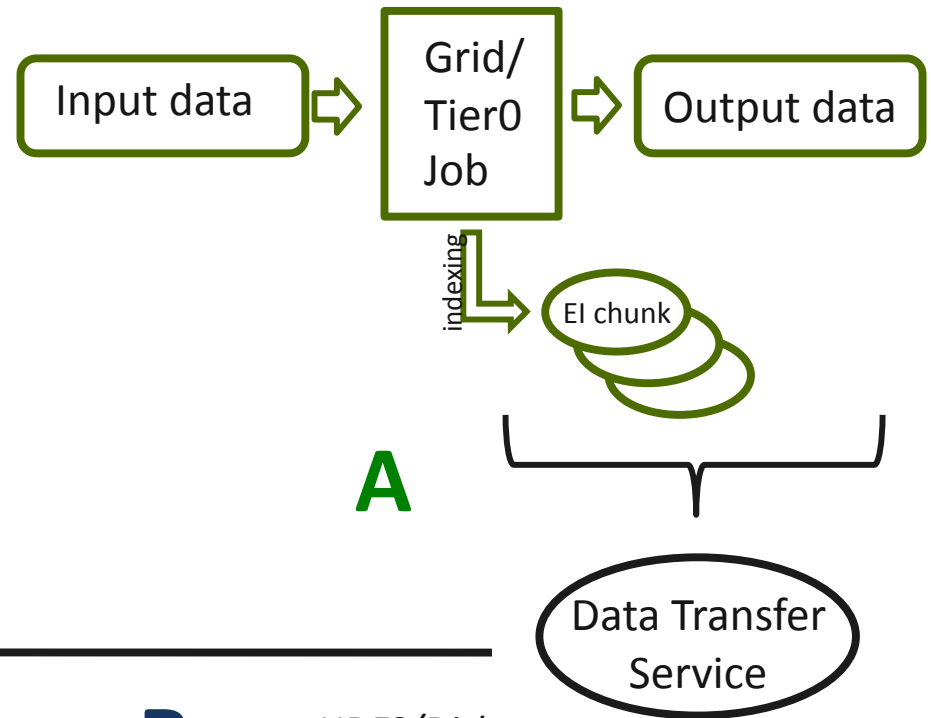 Input data
Grid/
Tier0
Job
Output data
indexing
EI chunk
A
Data Transfer
Service